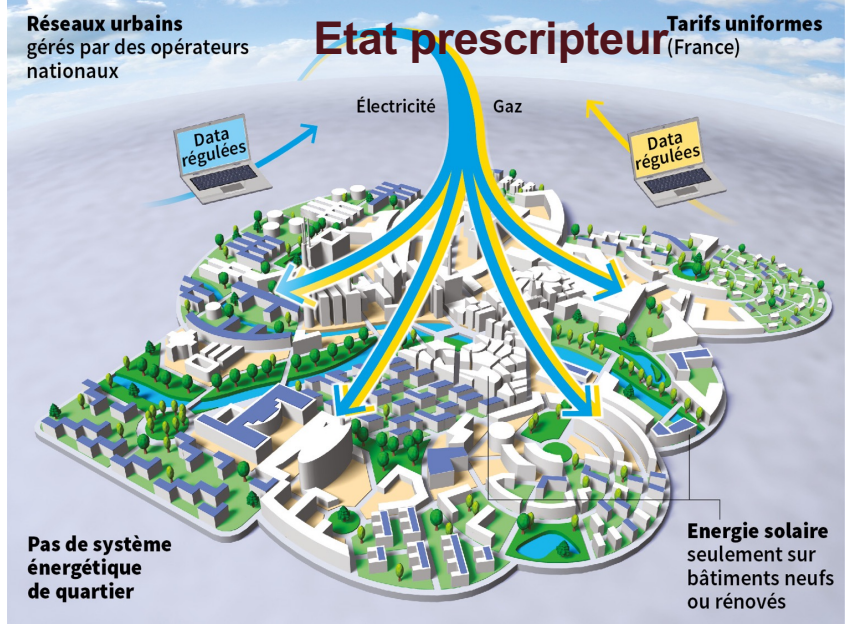 Réseaux urbains
gérés par des opérateurs
nationaux
Etat prescripteur
Tarifs uniformes
(France)
Électricité
Gaz
Data
régulées
Data
régulées
Pas de système
énergétique
de quartier
Energie solaire
seulement sur
bâtiments neufs
ou rénovés